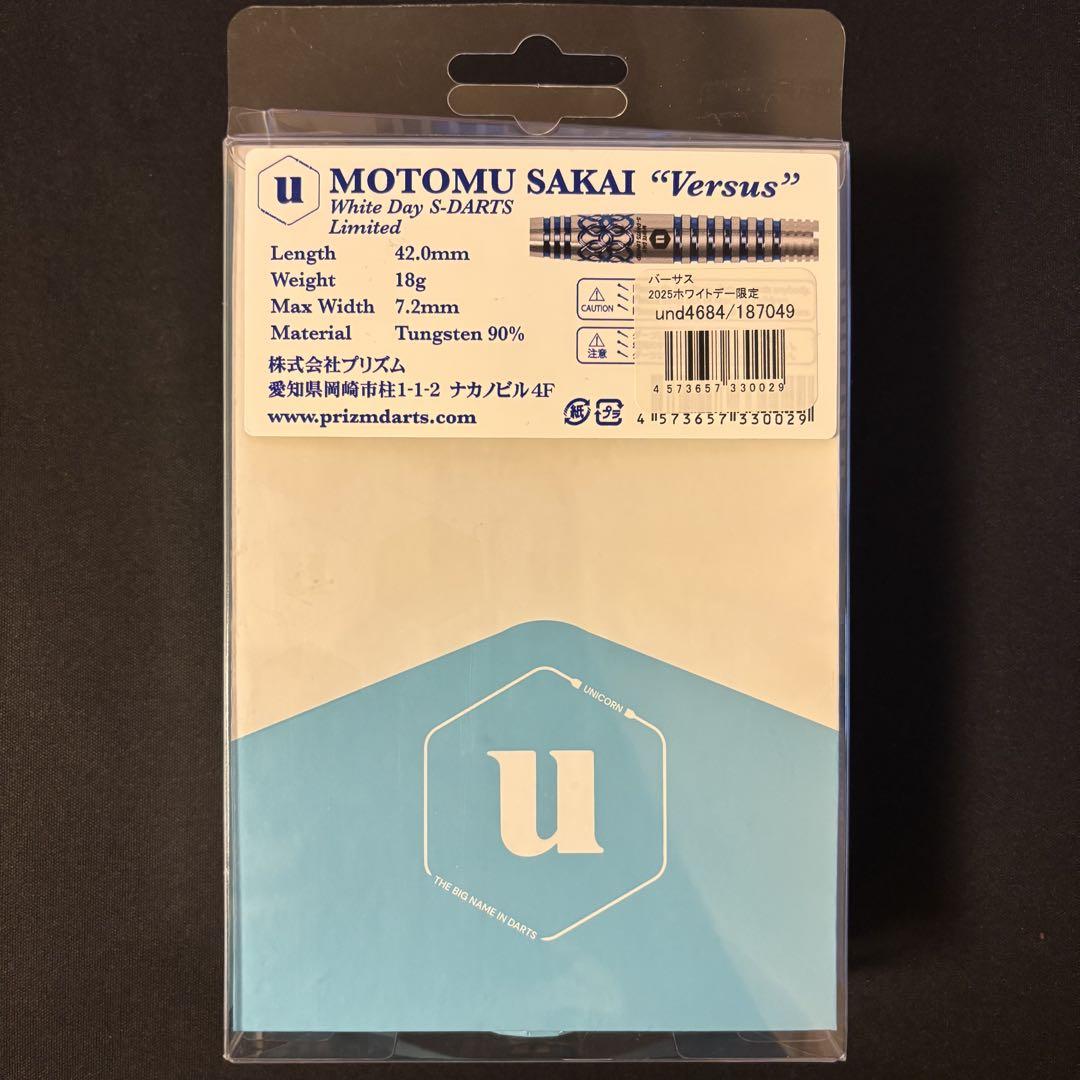 u
MOTOMU SAKAI “Versus”
White Day S-DARTS
Limited
Length 42.0mm
Weight 18g
Max Width 7.2mm
Material Tungsten 90%
株式会社プリズム
愛知県岡崎市柱1-1-2 ナカノビル4F
www.prizmdarts.com
CAUTION
注意
紙
プラ
バーサス
2025ホワイトデー限定
und4684/187049
4 573657 330029
4 573657 330029
UNICORN
u
THE BIG NAME IN DARTS